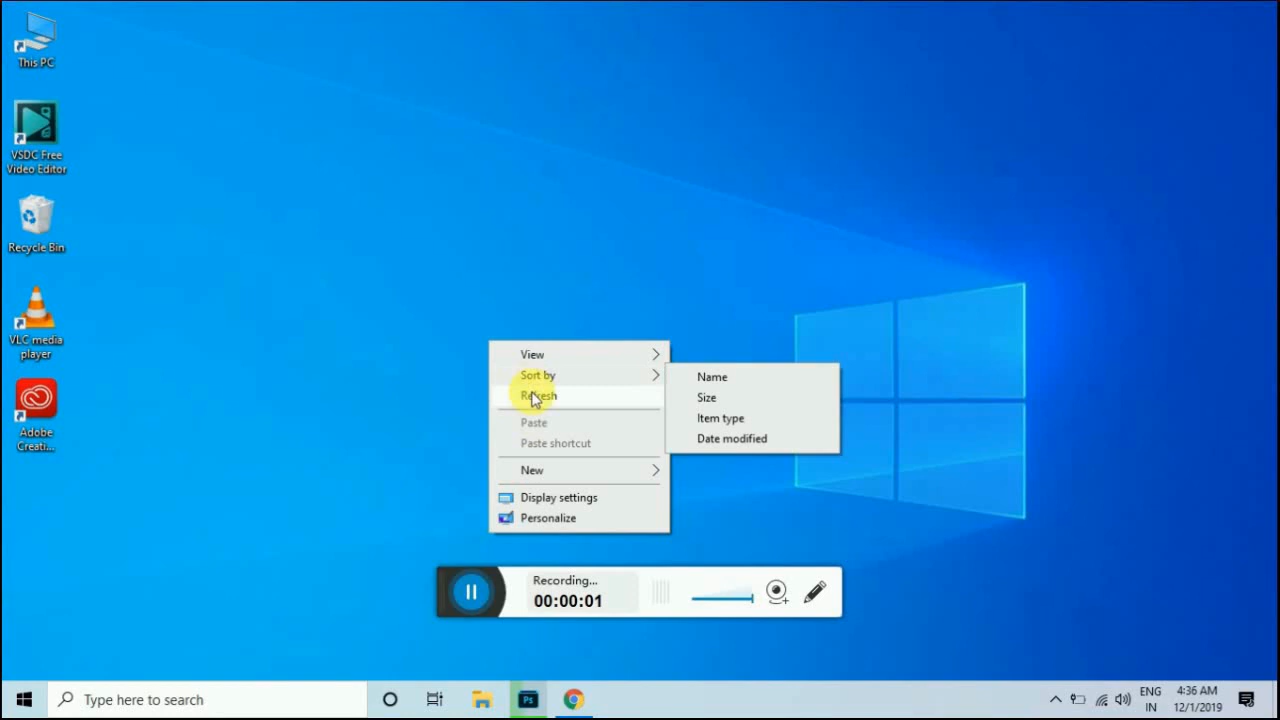 This PC
VSDC Free
Video Editor
Recycle Bin
VLC media
player
Adobe
Creati...
View
Sort by
Refresh
Paste
Paste shortcut
New
Display settings
Personalize
Name
Size
Item type
Date modified
Recording...
00:00:01
Type here to search
Ps
ENG
IN
4:36 AM
12/1/2019